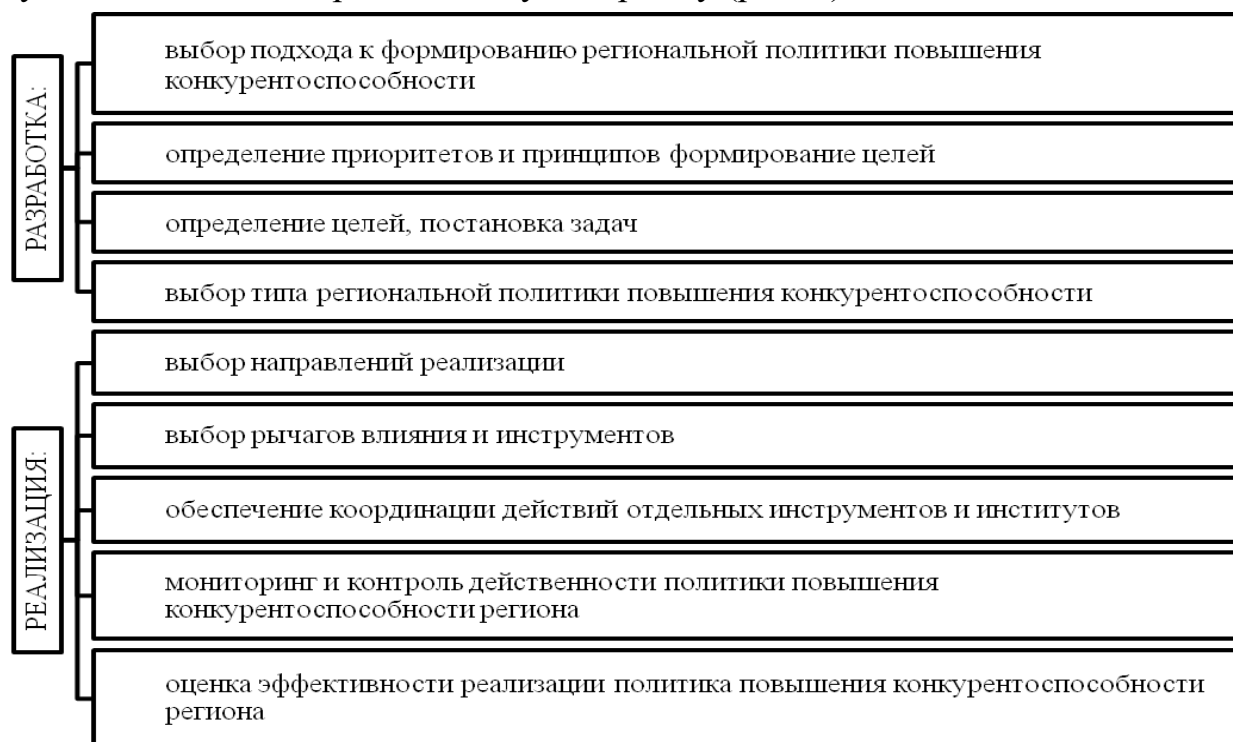 РАЗРАБОТКА:
выбор подхода к формированию региональной политики повышения
конкурентоспособности
определение приоритетов и принципов формирование целей
определение целей, постановка задач
выбор типа региональной политики повышения конкурентоспособности
РЕАЛИЗАЦИЯ:
выбор направлений реализации
выбор рычагов влияния и инструментов
обеспечение координации действий отдельных инструментов и институтов
мониторинг и контроль действенности политики повышения
конкурентоспособности региона
оценка эффективности реализации политика повышения конкурентоспособности
региона